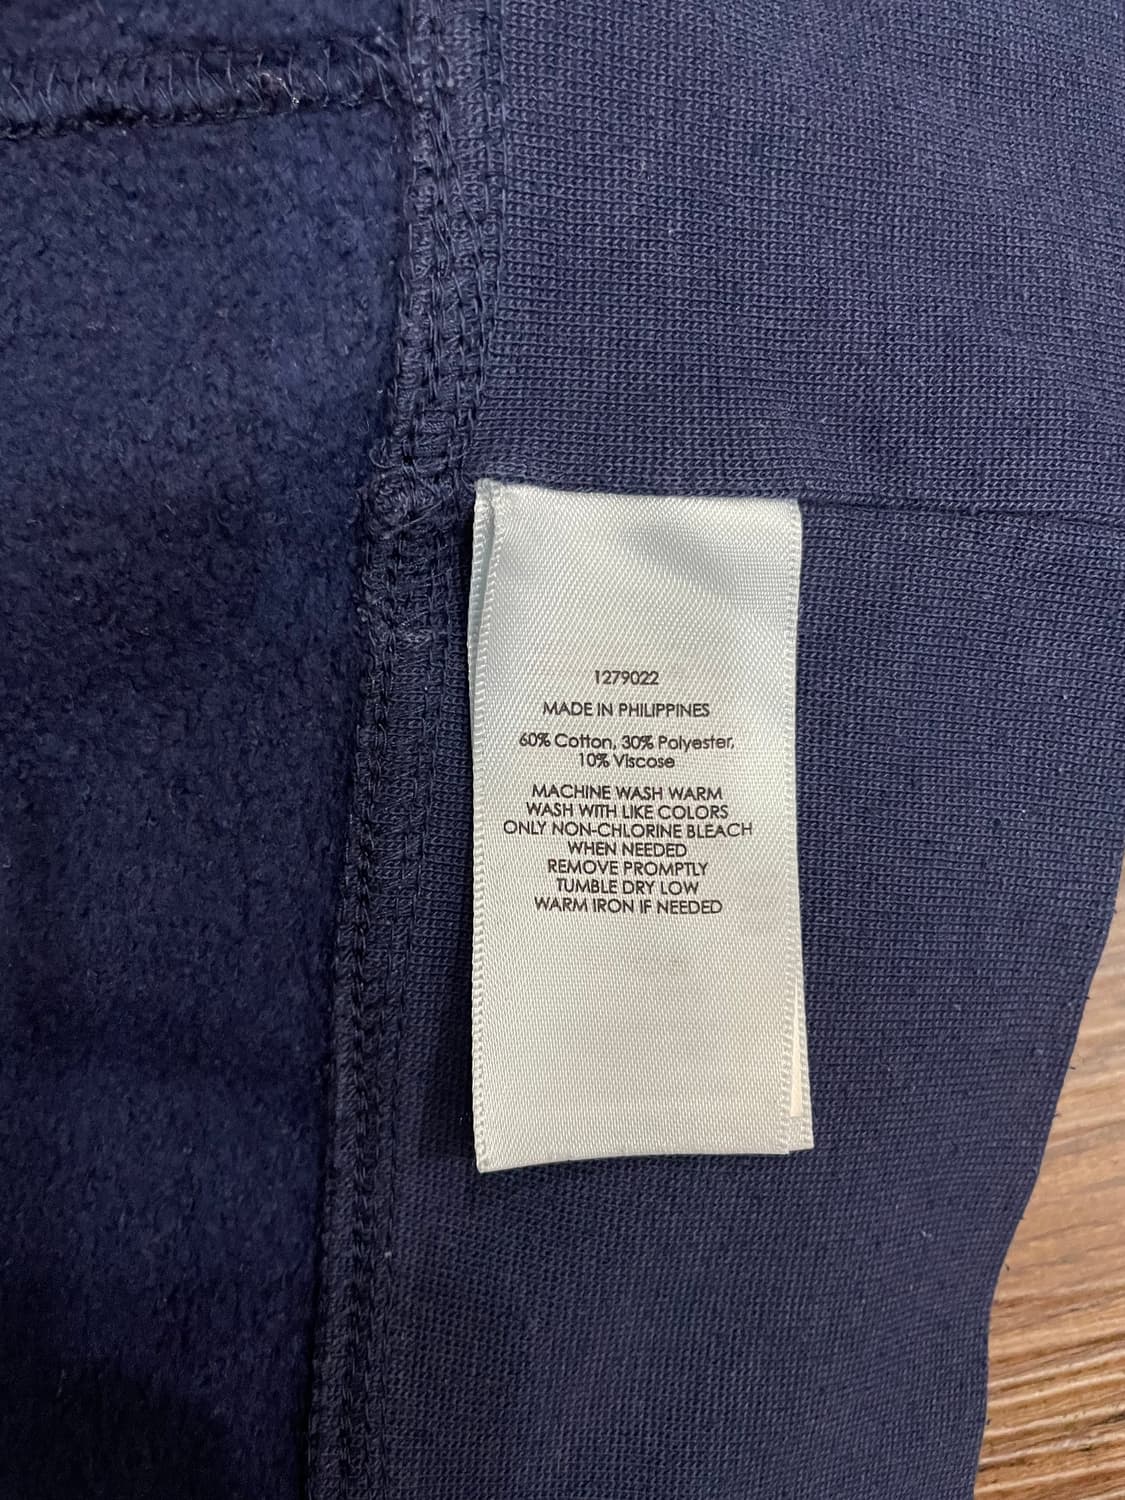 1279022
MADE IN PHILIPPINES
60% Cotton, 30% Polyester,
10% Viscose
MACHINE WASH WARM
WASH WITH LIKE COLORS
ONLY NON-CHLORINE BLEACH
WHEN NEEDED
REMOVE PROMPTLY
TUMBLE DRY LOW
WARM IRON IF NEEDED